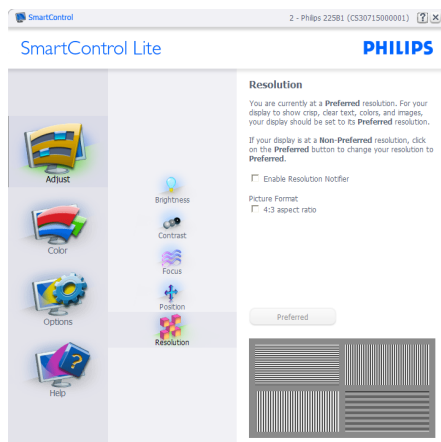 SmartControl
2 - Philips 225B1 (CS30715000001)
SmartControl Lite
PHILIPS
Adjust
Color
Options
Help
Brightness
Contrast
Focus
Position
Resolution
Resolution
You are currently at a Preferred resolution. For your
display to show crisp, clear text, colors, and images,
your display should be set to its Preferred resolution.
If your display is at a Non-Preferred resolution, click
on the Preferred button to change your resolution to
Preferred.
Enable Resolution Notifier
Picture Format
4:3 aspect ratio
Preferred